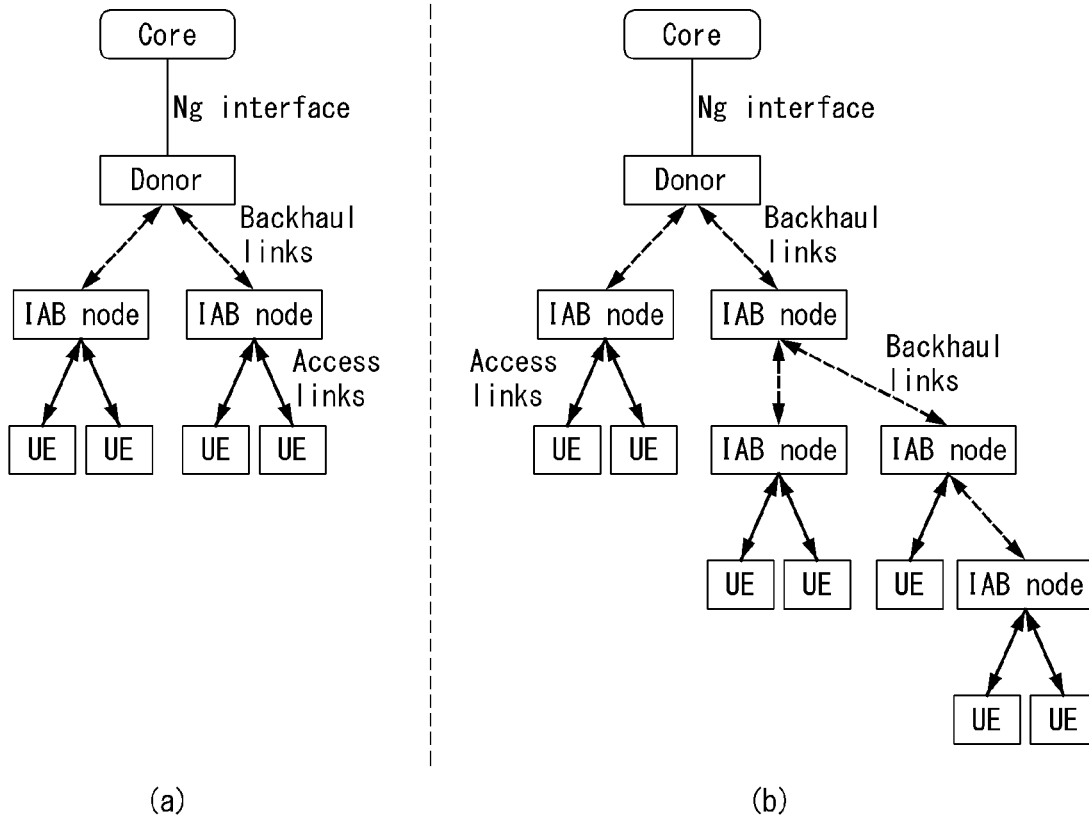 Core
Ng interface
Donor
Backhaul
links
IAB node
IAB node
Access
links
UE
UE
UE
UE
(a)
Core
Ng interface
Donor
Backhaul
links
IAB node
IAB node
Access
links
Backhaul
links
UE
UE
IAB node
IAB node
UE
UE
UE
IAB node
UE
UE
(b)